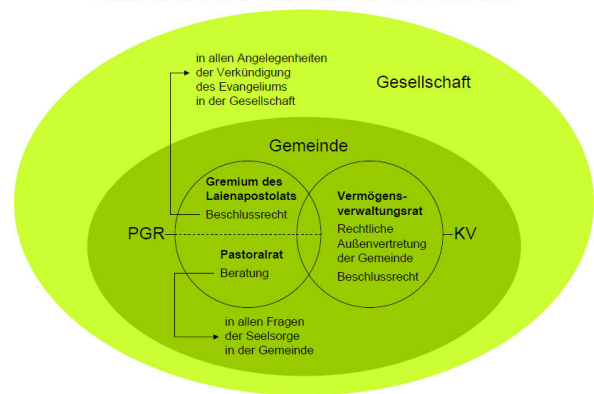 in allen Angelegenheiten
der Verkündigung
des Evangeliums
in der Gesellschaft
Gesellschaft
Gemeinde
Gremium des
Laienapostolats
Beschlussrecht
Vermögens-
verwaltungsrat
Rechtliche
Außenvertretung
der Gemeinde
Beschlussrecht
PGR
KV
Pastoralrat
Beratung
in allen Fragen
der Seelsorge
in der Gemeinde